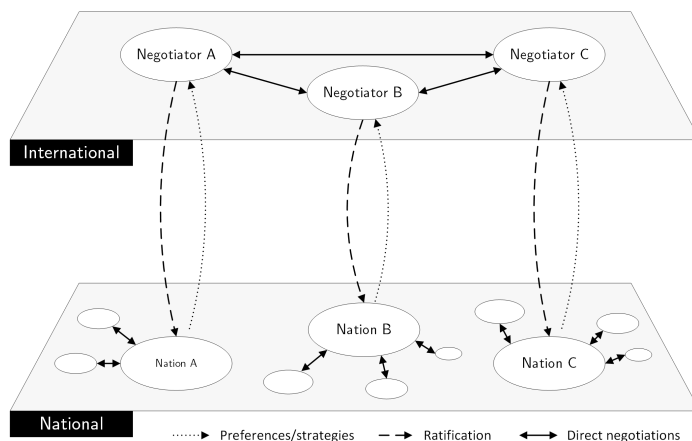 Negotiator A
Negotiator C
Negotiator B
International
Nation B
Nation A
Nation C
National
Preferences/strategies
Ratification
Direct negotiations